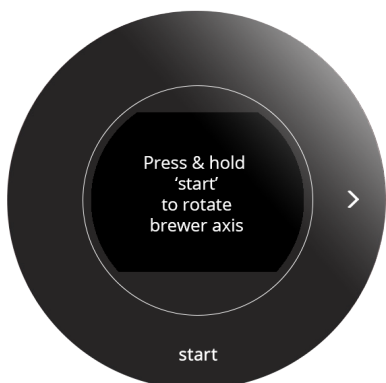 Press & hold
‘start’
to rotate
brewer axis
start